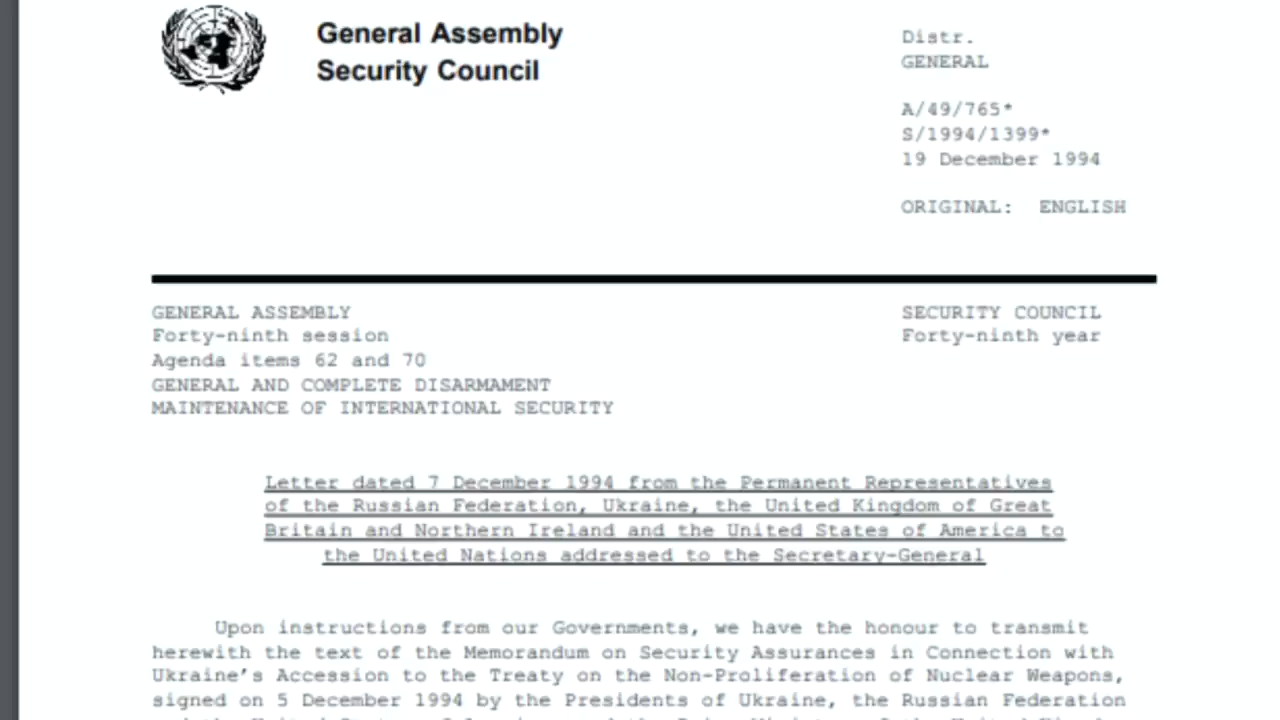 General Assembly
Security Council
Distr.
GENERAL
A/49/765*
S/1994/1399*
19 December 1994
ORIGINAL: ENGLISH
GENERAL ASSEMBLY
Forty-ninth session
Agenda items 62 and 70
GENERAL AND COMPLETE DISARMAMENT
MAINTENANCE OF INTERNATIONAL SECURITY
SECURITY COUNCIL
Forty-ninth year
Letter dated 7 December 1994 from the Permanent Representatives
of the Russian Federation, Ukraine, the United Kingdom of Great
Britain and Northern Ireland and the United States of America to
the United Nations addressed to the Secretary-General
Upon instructions from our Governments, we have the honour to transmit
herewith the text of the Memorandum on Security Assurances in Connection with
Ukraine's Accession to the Treaty on the Non-Proliferation of Nuclear Weapons,
signed on 5 December 1994 by the Presidents of Ukraine, the Russian Federation